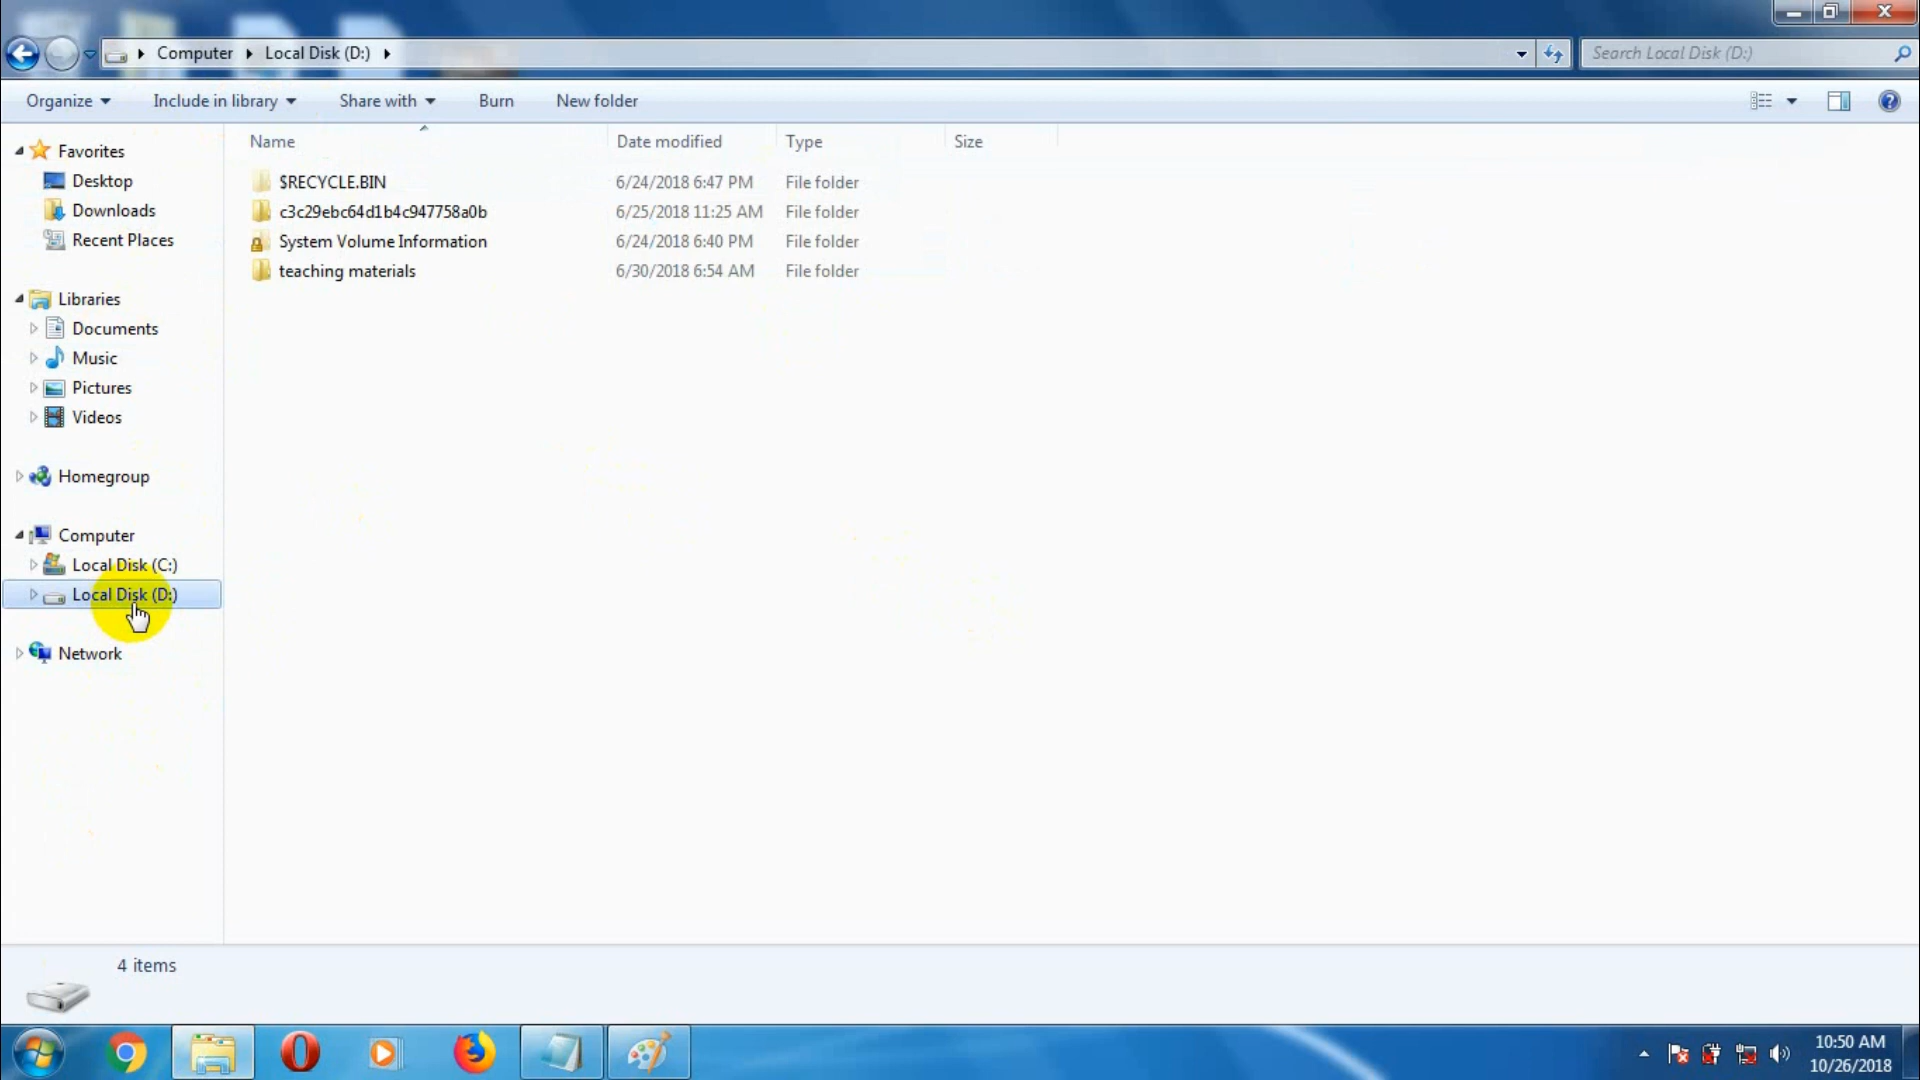 Computer Local Disk (D:)
Search Local Disk (D:)
Organize Include in library Share with Burn New folder
Name Date modified Type Size
$RECYCLE.BIN 6/24/2018 6:47 PM File folder
c3c29ebc64d1b4c947758a0b 6/25/2018 11:25 AM File folder
System Volume Information 6/24/2018 6:40 PM File folder
teaching materials 6/30/2018 6:54 AM File folder
Favorites
Desktop
Downloads
Recent Places
Libraries
Documents
Music
Pictures
Videos
Homegroup
Computer
Local Disk (C:)
Local Disk (D:)
Network
4 items
10:50 AM
10/26/2018